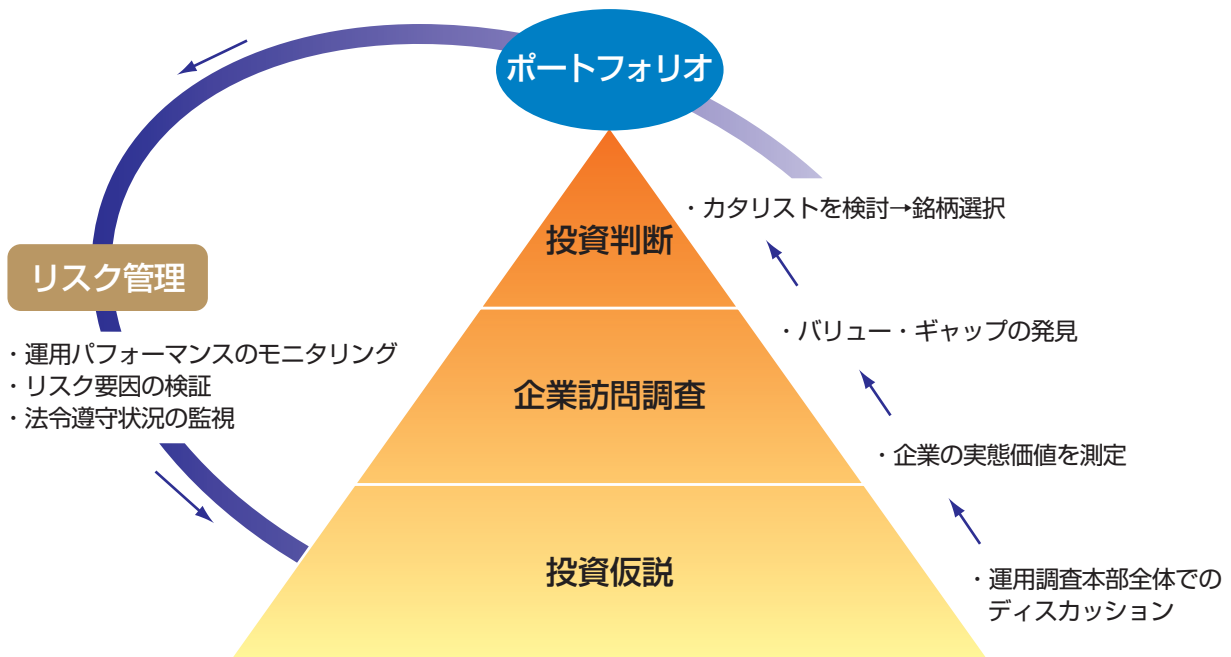 ポートフォリオ
・カタリストを検討→銘柄選択
投資判断
リスク管理
・バリュー・ギャップの発見
・運用パフォーマンスのモニタリング
・リスク要因の検証
・法令遵守状況の監視
企業訪問調査
・企業の実態価値を測定
投資仮説
・運用調査本部全体での
ディスカッション